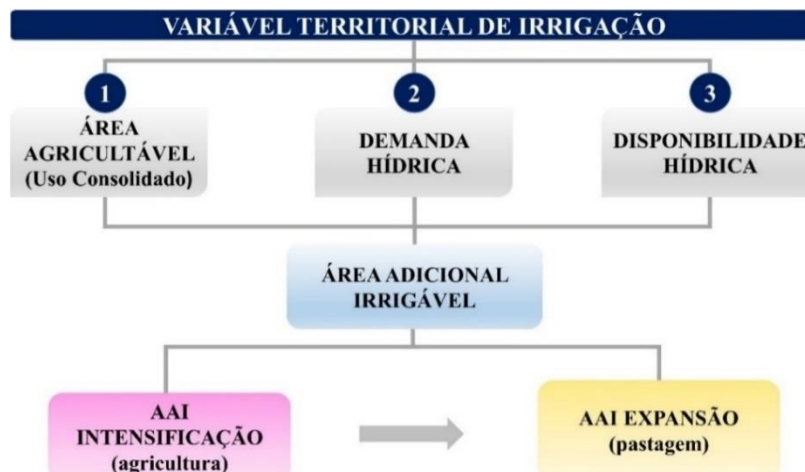 VARIÁVEL TERRITORIAL DE IRRIGAÇÃO
1
ÁREA
AGRICULTÁVEL
(Uso Consolidado)
2
DEMANDA
HÍDRICA
3
DISPONIBILIDADE
HÍDRICA
ÁREA ADICIONAL
IRRIGÁVEL
AAI
INTENSIFICAÇÃO
(agricultura)
AAI EXPANSÃO
(pastagem)